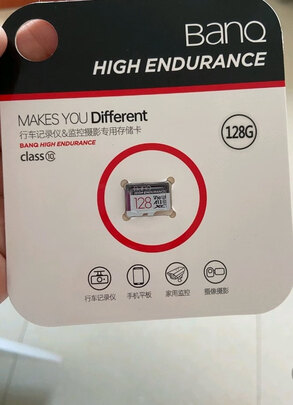 Banq
HIGH ENDURANCE
MAKES YOU Different
行车记录仪&监控摄影专用存储卡
BANQ HIGH ENDURANCE
class⑩
128G
BanQ
128
行车记录仪
手机平板
家用监控
摄像摄影